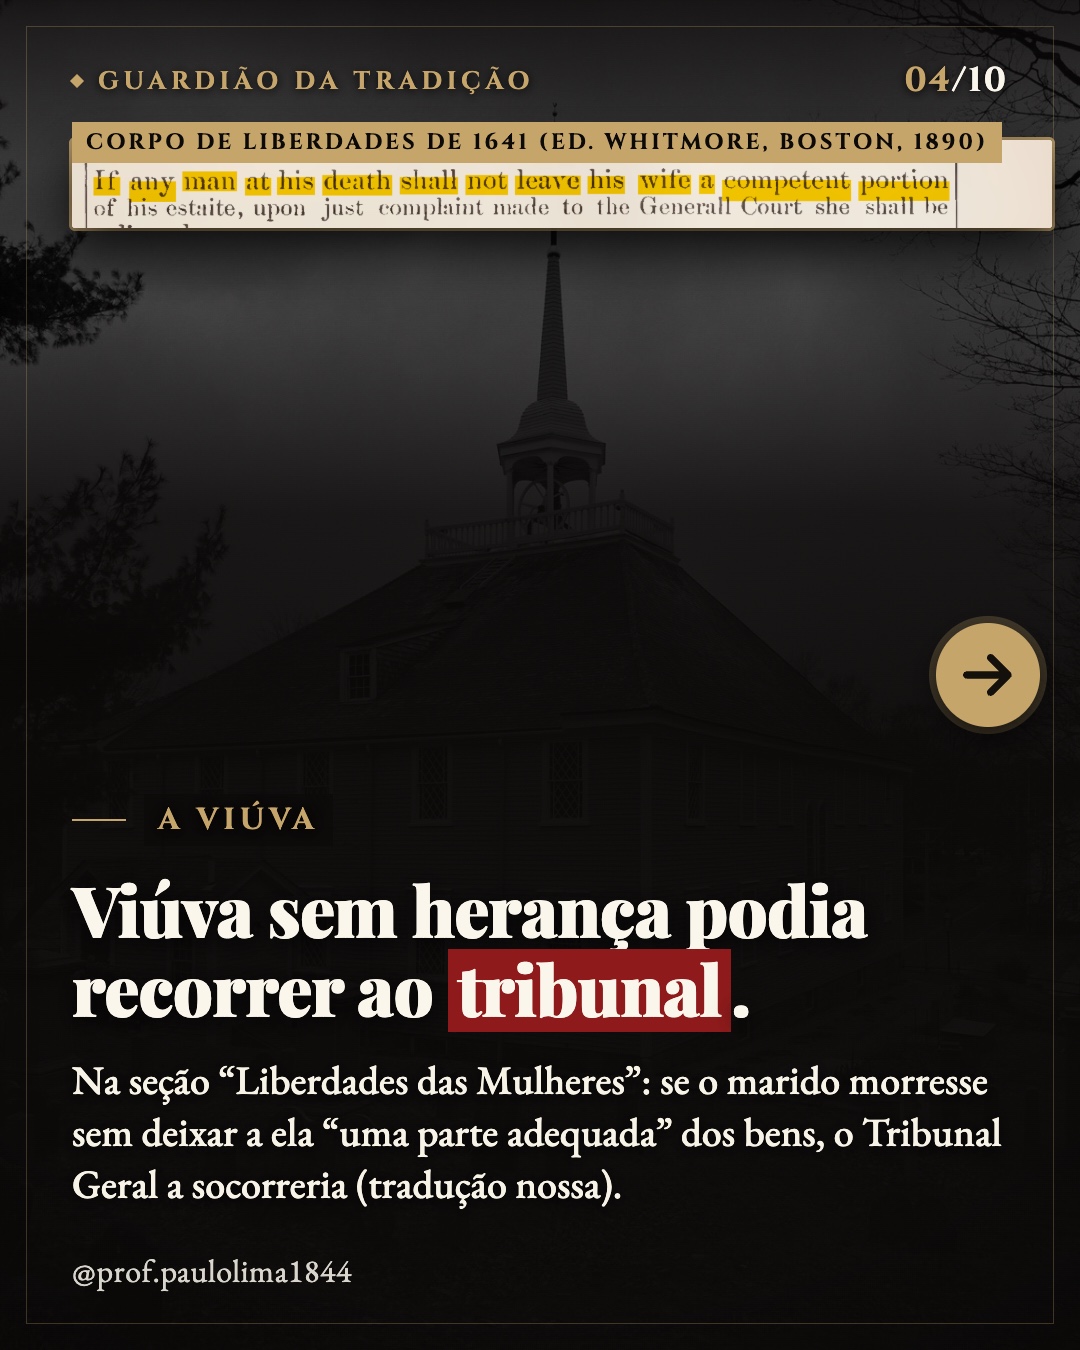 GUARDIÃO DA TRADIÇÃO
04/10
CORPO DE LIBERDADES DE 1641 (ED. WHITMORE, BOSTON, 1890)
If any man at his death shall not leave his wife a competent portion
of his estaite, upon just complaint made to the Generall Court she shall be
A VIÚVA
Viúva sem herança podia
recorrer ao tribunal.
Na seção “Liberdades das Mulheres”: se o marido morresse
sem deixar a ela “uma parte adequada” dos bens, o Tribunal
Geral a socorreria (tradução nossa).
@prof.paulolima1844